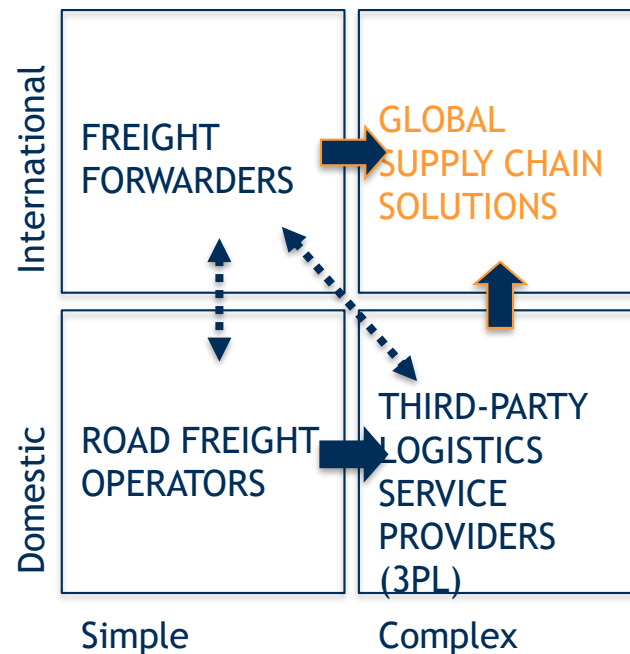 International
FREIGHT
FORWARDERS
GLOBAL
SUPPLY CHAIN
SOLUTIONS
Domestic
ROAD FREIGHT
OPERATORS
THIRD-PARTY
LOGISTICS
SERVICE
PROVIDERS
(3PL)
Simple
Complex